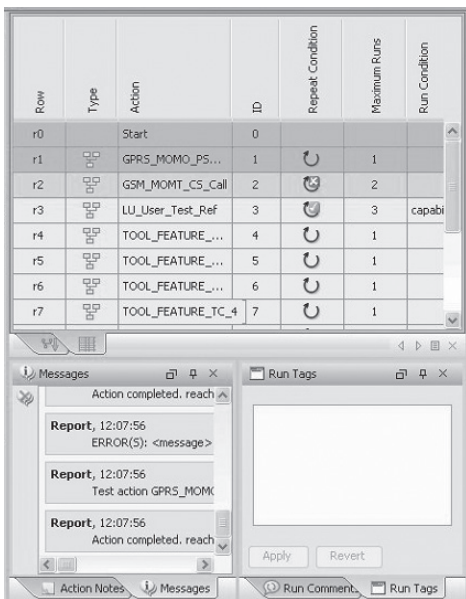 Row Type Action ID Repeat Condition Maximum Runs Run Condition
r0 Start 0
r1 GPRS_MOMO_PS... 1 1
r2 GSM_MOMT_CS_Call 2 2
r3 LU_User_Test_Ref 3 3 capabi
r4 TOOL_FEATURE_... 4 1
r5 TOOL_FEATURE_... 5 1
r6 TOOL_FEATURE_... 6 1
r7 TOOL_FEATURE_TC_4 7 1
Messages
Action completed. reach
Report, 12:07:56
ERROR(S): <message>
Report, 12:07:56
Test action GPRS_MOMO
Report, 12:07:56
Action completed. reach
Action Notes Messages
Run Tags
Apply Revert
Run Comment. Run Tags